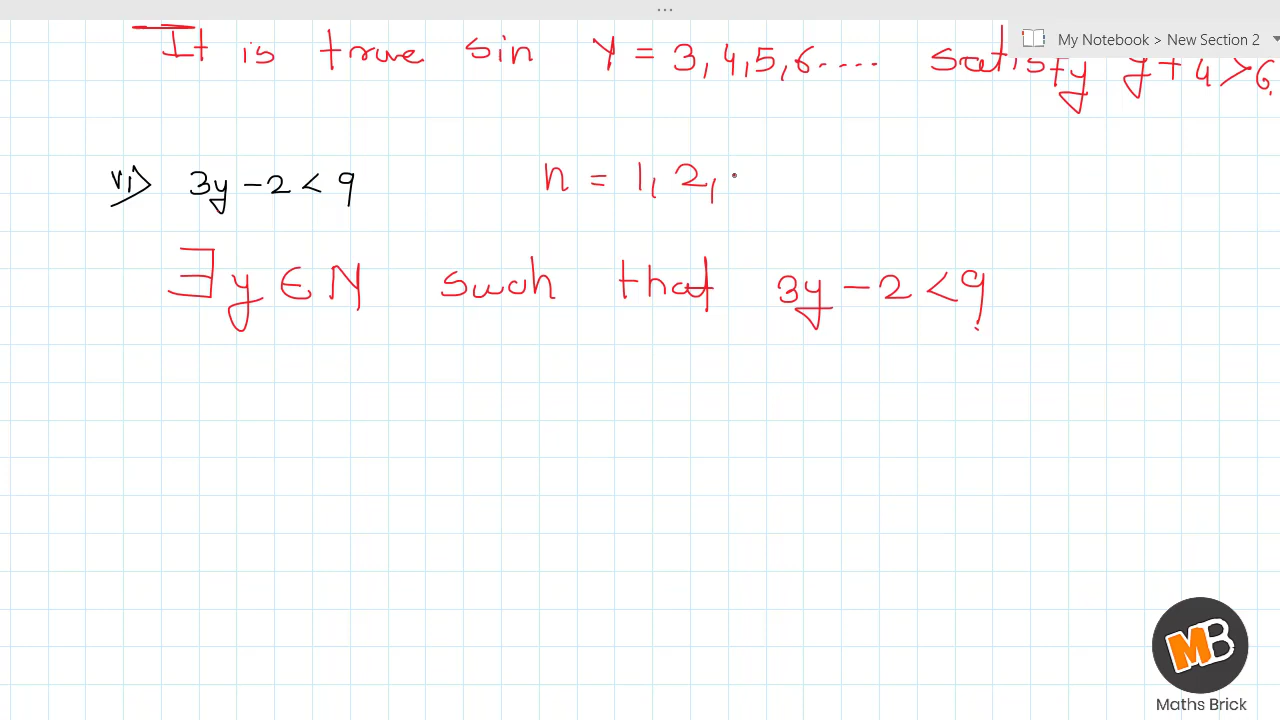 It is true sin Y = 3, 4, 5, 6.... satisfy y + 4 > 6.
My Notebook > New Section 2
vi> 3y - 2 < 9 n = 1, 2,
∃ y ∈ N such that 3y - 2 < 9.
MB
Maths Brick